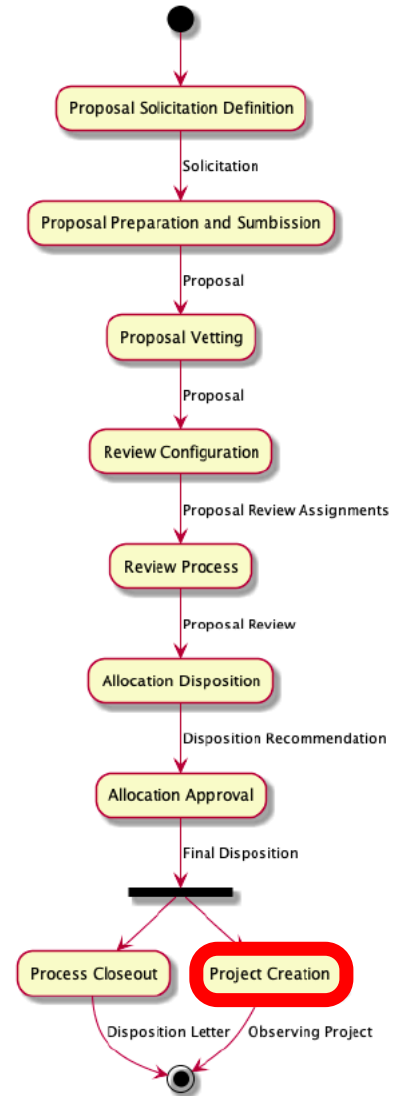 Proposal Solicitation Definition
Solicitation
Proposal Preparation and Sumbission
Proposal
Proposal Vetting
Proposal
Review Configuration
Proposal Review Assignments
Review Process
Proposal Review
Allocation Disposition
Disposition Recommendation
Allocation Approval
Final Disposition
Process Closeout
Project Creation
Disposition Letter
Observing Project